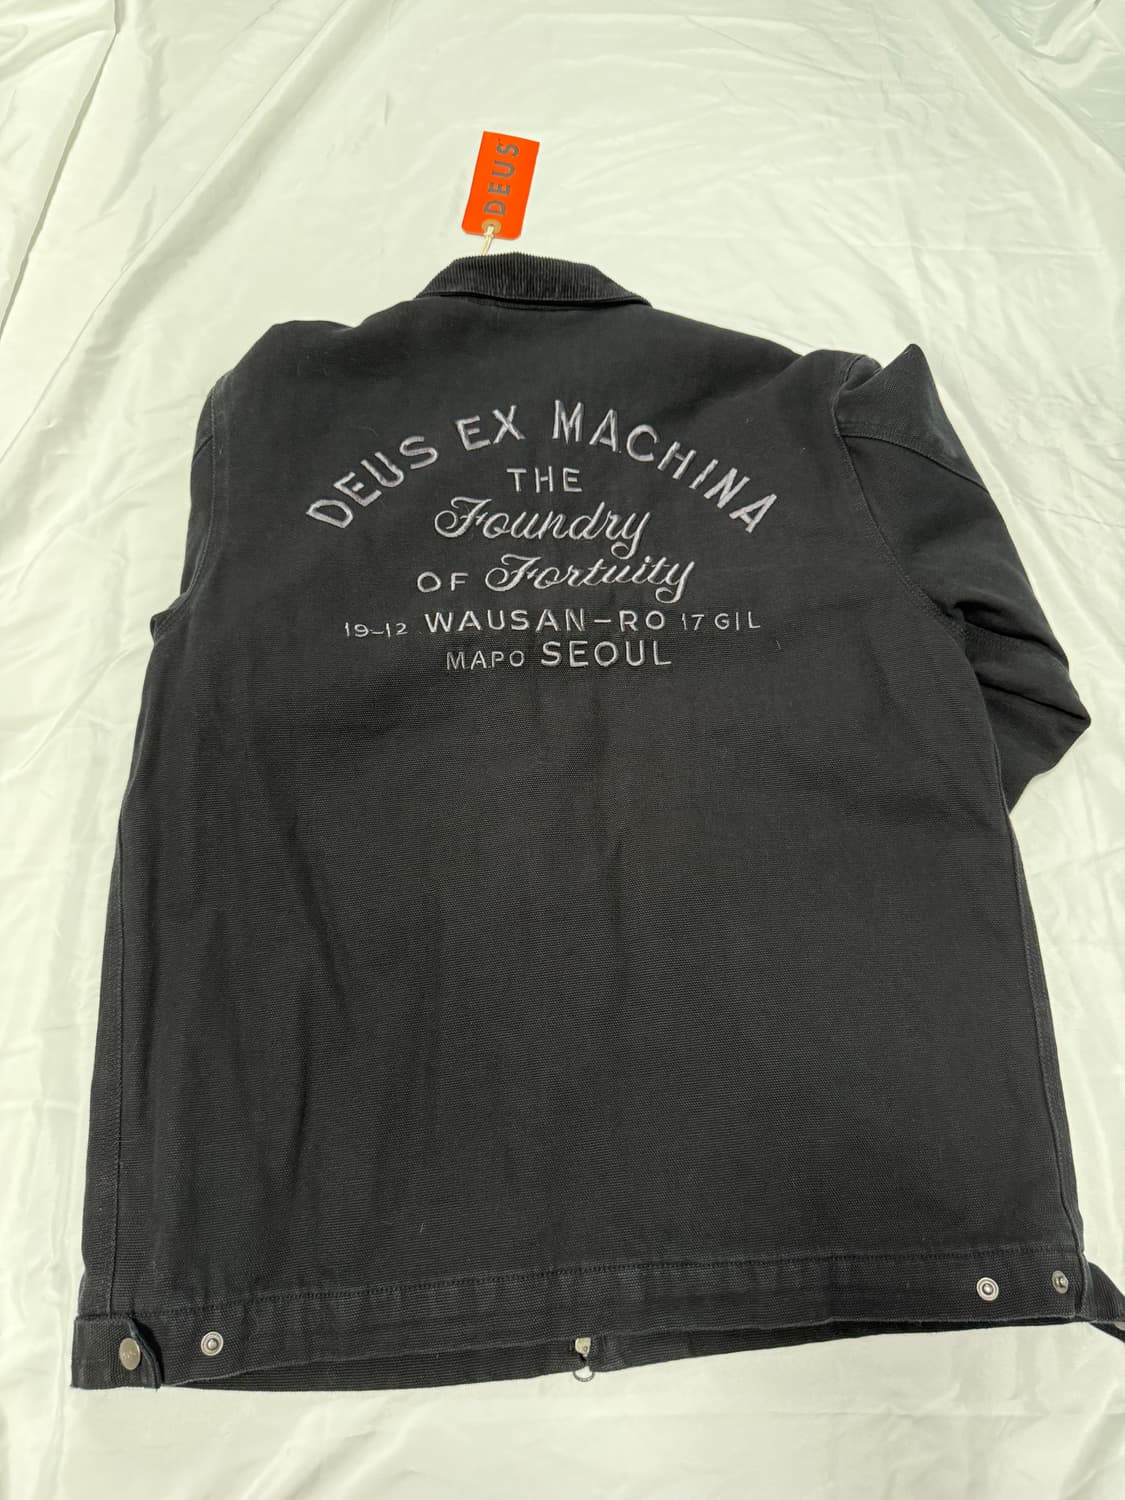 DEUS
DEUS EX MACHINA
THE
Foundry
OF Fortuity
19-12 WAUSAN-RO 17 GIL
MAPO SEOUL